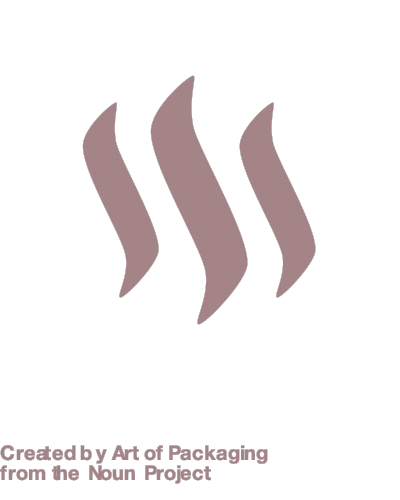 Created by Art of Packaging
from the Noun Project